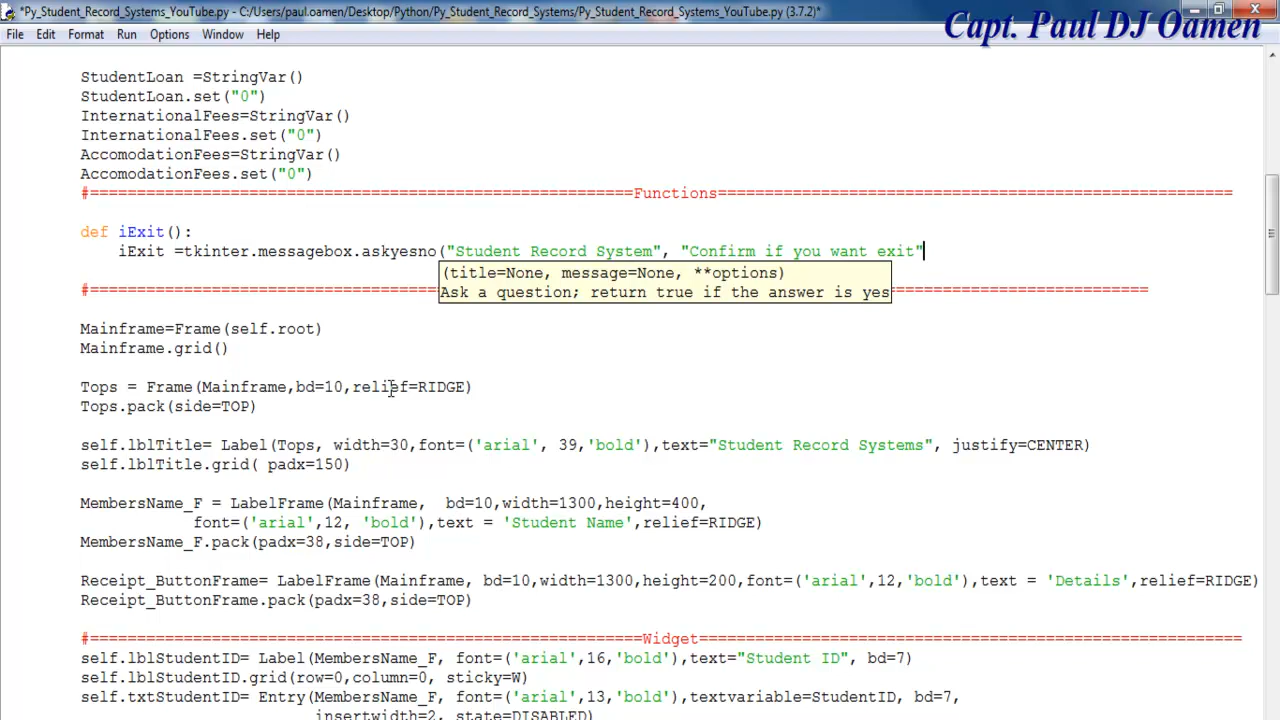 *Py_Student_Record_Systems_YouTube.py - C:/Users/paul.oamen/Desktop/Python/Py_Student_Record_Systems/Py_Student_Record_Systems_YouTube.py (3.7.2)*
Capt. Paul DJ Oamen
File Edit Format Run Options Window Help
StudentLoan =StringVar()
StudentLoan.set("0")
InternationalFees=StringVar()
InternationalFees.set("0")
AccomodationFees=StringVar()
AccomodationFees.set("0")
#==========================================================Functions=======================================================
def iExit():
    iExit =tkinter.messagebox.askyesno("Student Record System", "Confirm if you want exit"
(title=None, message=None, **options)
Ask a question; return true if the answer is yes
#======================================                                                ===========================
Mainframe=Frame(self.root)
Mainframe.grid()
Tops = Frame(Mainframe,bd=10,relief=RIDGE)
Tops.pack(side=TOP)
self.lblTitle= Label(Tops, width=30,font=('arial', 39,'bold'),text="Student Record Systems", justify=CENTER)
self.lblTitle.grid( padx=150)
MembersName_F = LabelFrame(Mainframe,  bd=10,width=1300,height=400,
            font=('arial',12, 'bold'),text = 'Student Name',relief=RIDGE)
MembersName_F.pack(padx=38,side=TOP)
Receipt_ButtonFrame= LabelFrame(Mainframe, bd=10,width=1300,height=200,font=('arial',12,'bold'),text = 'Details',relief=RIDGE)
Receipt_ButtonFrame.pack(padx=38,side=TOP)
#===========================================================Widget==========================================================
self.lblStudentID= Label(MembersName_F, font=('arial',16,'bold'),text="Student ID", bd=7)
self.lblStudentID.grid(row=0,column=0, sticky=W)
self.txtStudentID= Entry(MembersName_F, font=('arial',13,'bold'),textvariable=StudentID, bd=7,
                         insertwidth=2, state=DISABLED)